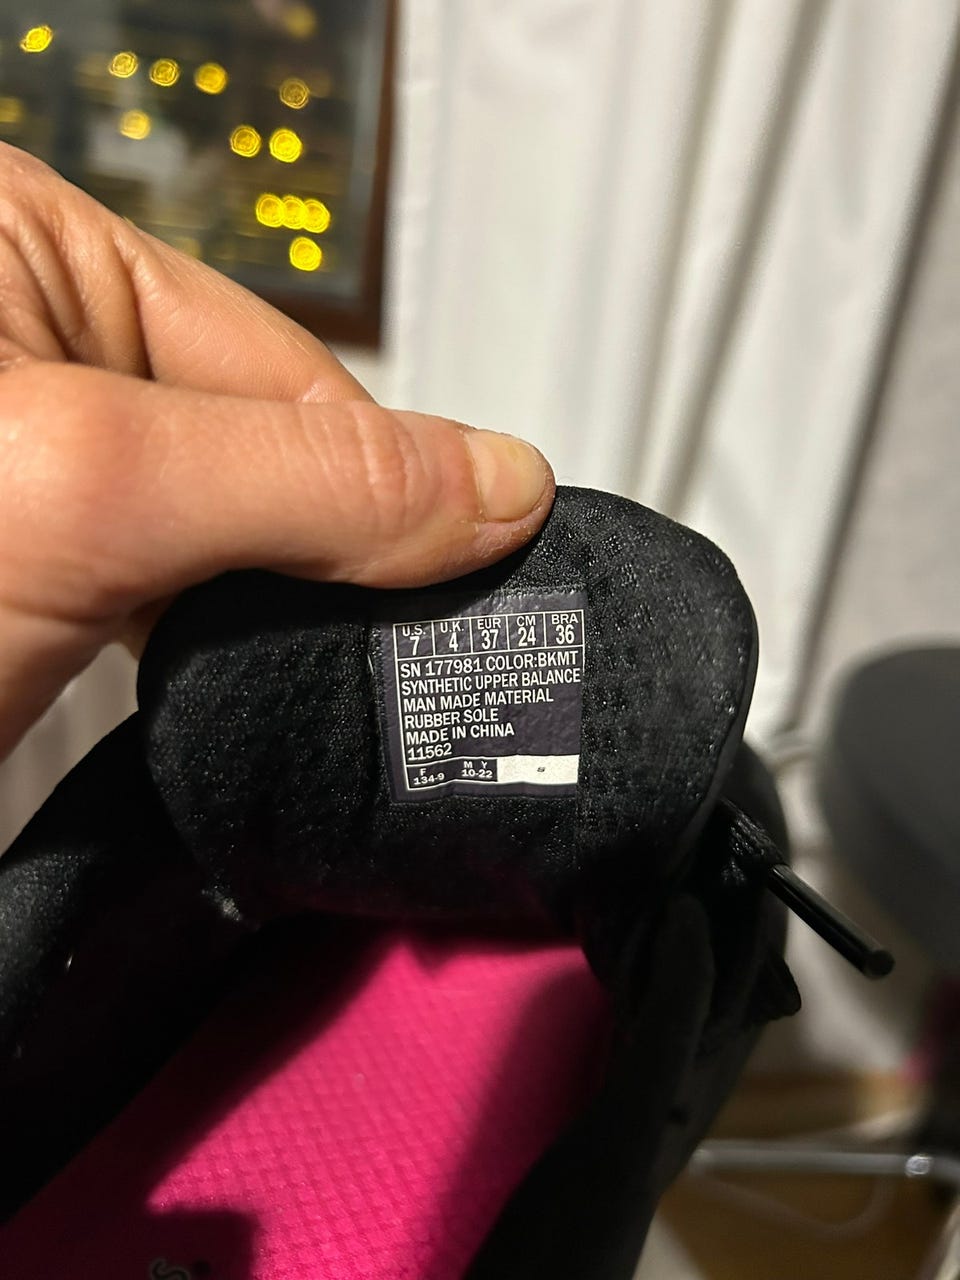 U.S. U.K. EUR CM BRA
7 4 37 24 36
SN 177981 COLOR:BKMT
SYNTHETIC UPPER BALANCE
MAN MADE MATERIAL
RUBBER SOLE
MADE IN CHINA
11562
F M Y
134-9 10-22